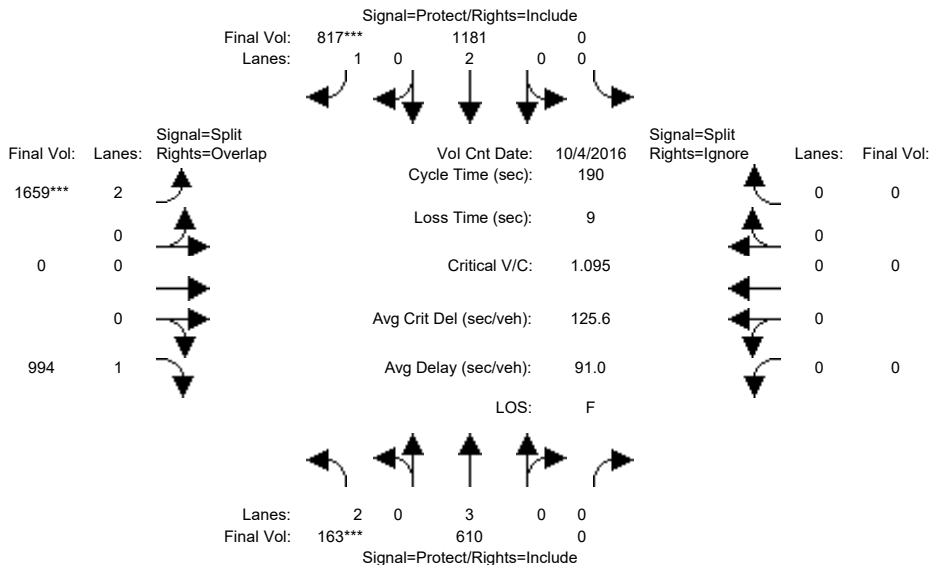 Signal=Protect/Rights=Include
Final Vol: 817*** 1181 0
Lanes: 1 0 2 0 0
Signal=Split Signal=Split
Final Vol: Lanes: Rights=Overlap Vol Cnt Date: 10/4/2016 Rights=Ignore Lanes: Final Vol:
Cycle Time (sec): 190
1659*** 2 0 0
Loss Time (sec): 9
0 0
0 0 Critical V/C: 1.095 0 0
0 Avg Crit Del (sec/veh): 125.6 0
994 1 Avg Delay (sec/veh): 91.0 0 0
LOS: F
Lanes: 2 0 3 0 0
Final Vol: 163*** 610 0
Signal=Protect/Rights=Include